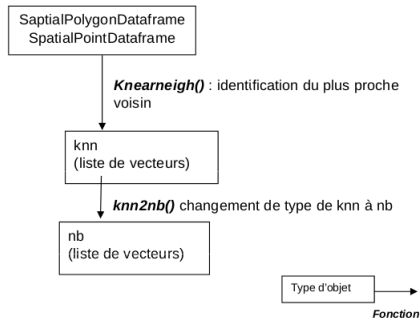 SaptialPolygonDataframe
SpatialPointDataframe
Knearneigh() : identification du plus proche
voisin
knn
(liste de vecteurs)
knn2nb() changement de type de knn à nb
nb
(liste de vecteurs)
Type d'objet
Fonction